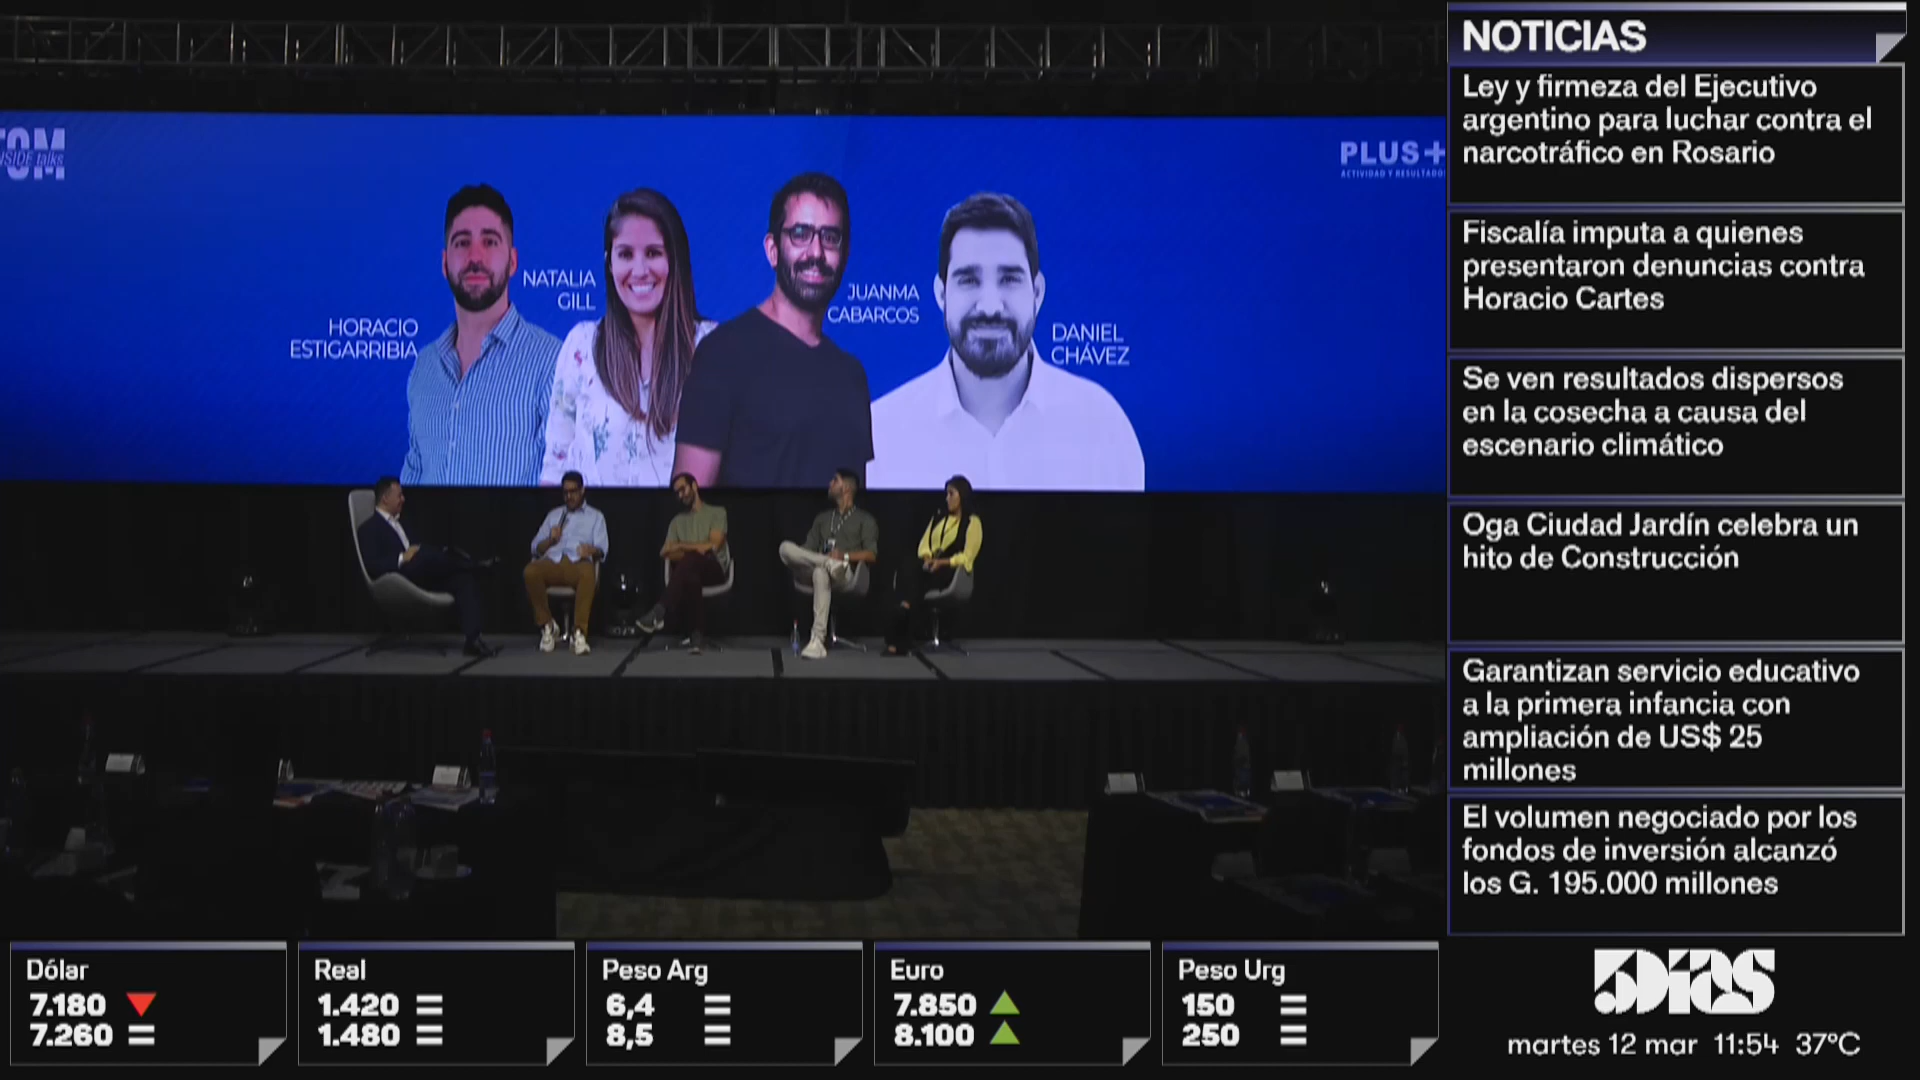 TOM
INSIDE talks
PLUS+
ACTIVIDAD Y RESULTADOS
HORACIO
ESTIGARRIBIA
NATALIA
GILL
JUANMA
CABARCOS
DANIEL
CHÁVEZ
NOTICIAS
Ley y firmeza del Ejecutivo
argentino para luchar contra el
narcotráfico en Rosario
Fiscalía imputa a quienes
presentaron denuncias contra
Horacio Cartes
Se ven resultados dispersos
en la cosecha a causa del
escenario climático
Oga Ciudad Jardín celebra un
hito de Construcción
Garantizan servicio educativo
a la primera infancia con
ampliación de US$ 25
millones
El volumen negociado por los
fondos de inversión alcanzó
los G. 195.000 millones
Dólar
7.180
7.260
Real
1.420
1.480
Peso Arg
6,4
8,5
Euro
7.850
8.100
Peso Urg
150
250
5Días
martes 12 mar 11:54 37°C